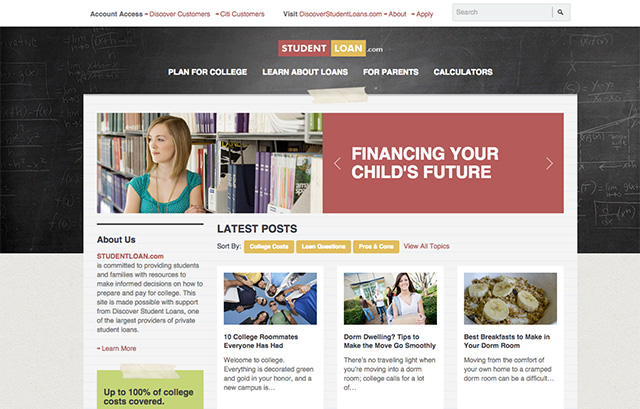 Account Access Discover Customers Citi Customers Visit DiscoverStudentLoans.com About Apply Search
STUDENT LOAN .com
PLAN FOR COLLEGE LEARN ABOUT LOANS FOR PARENTS CALCULATORS
FINANCING YOUR
CHILD'S FUTURE
About Us
STUDENTLOAN.com
is committed to providing students
and families with resources to
make informed decisions on how to
prepare and pay for college. This
site is made possible with support
from Discover Student Loans, one
of the largest providers of private
student loans.
Learn More
Up to 100% of college
costs covered.
LATEST POSTS
Sort By: College Costs Loan Questions Pros & Cons View All Topics
10 College Roommates
Everyone Has Had
Welcome to college.
Everything is decorated green
and gold in your honor, and a
new campus is…
Dorm Dwelling? Tips to
Make the Move Go Smoothly
There's no traveling light when
you're moving into a dorm
room; college calls for a lot
of…
Best Breakfasts to Make in
Your Dorm Room
Moving from the comfort of
your own home to a cramped
dorm room can be a difficult…